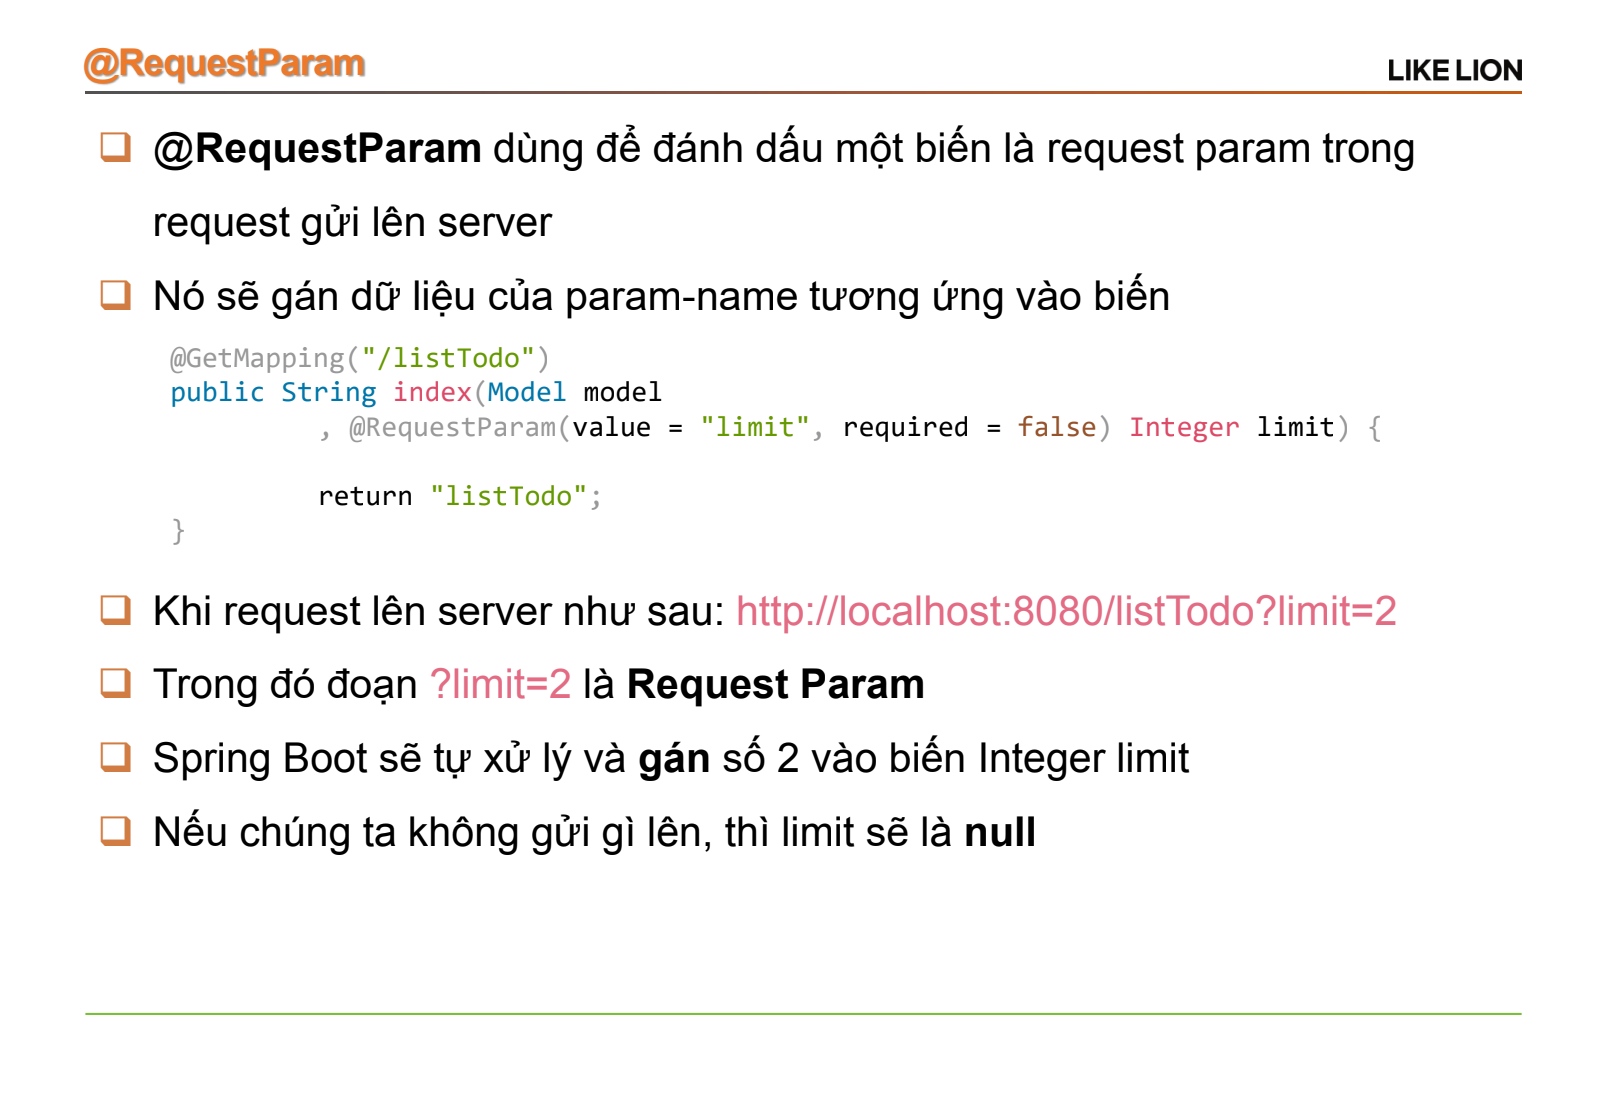 @RequestParam
LIKE LION
@RequestParam dùng để đánh dấu một biến là request param trong
request gửi lên server
Nó sẽ gán dữ liệu của param-name tương ứng vào biến
@GetMapping("/listTodo")
public String index(Model model
, @RequestParam(value = "limit", required = false) Integer limit) {
return "listTodo";
}
Khi request lên server như sau: http://localhost:8080/listTodo?limit=2
Trong đó đoạn ?limit=2 là Request Param
Spring Boot sẽ tự xử lý và gán số 2 vào biến Integer limit
Nếu chúng ta không gửi gì lên, thì limit sẽ là null